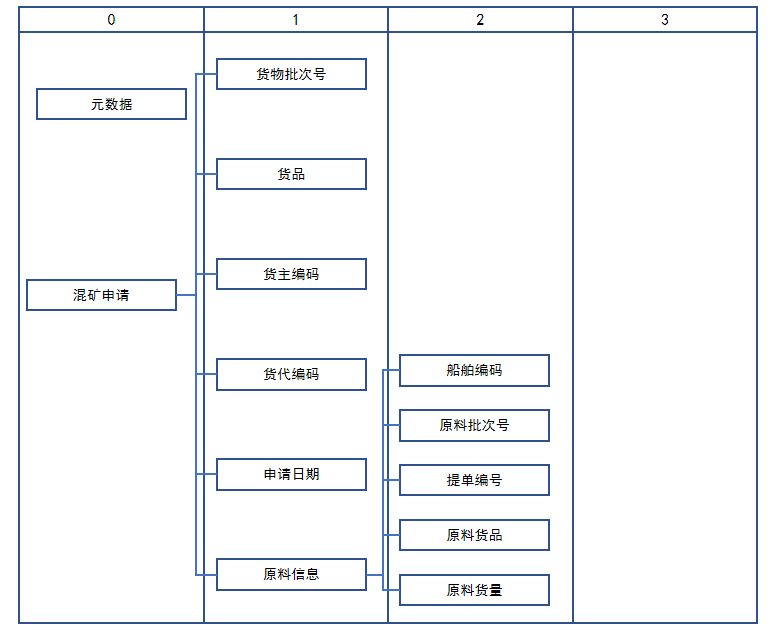 0 1 2 3
元数据
混矿申请
货物批次号
货品
货主编码
货代编码
申请日期
原料信息
船舶编码
原料批次号
提单编号
原料货品
原料货量